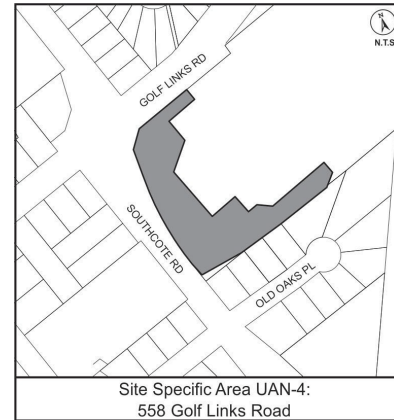 N
N.T.S
GOLF LINKS RD
SOUTHCOTE RD
OLD OAKS PL
Site Specific Area UAN-4:
558 Golf Links Road